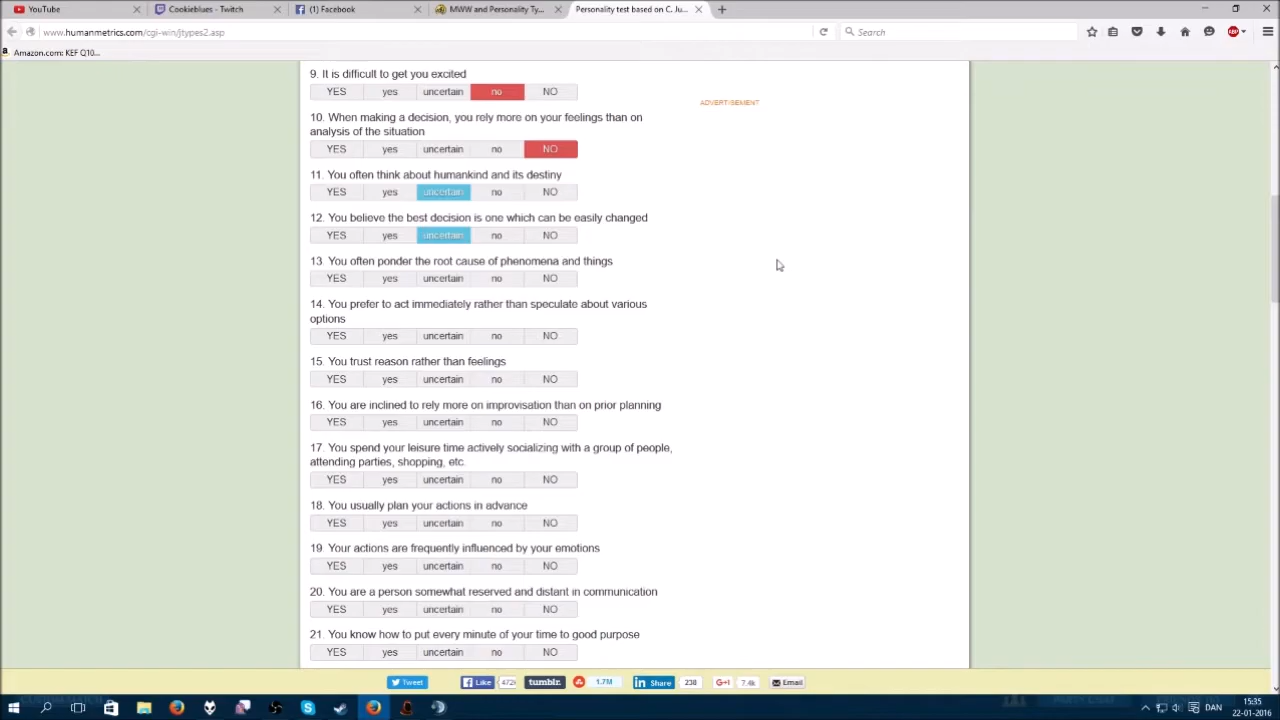 YouTube
Cookieblues - Twitch
(1) Facebook
MWW and Personality Ty...
Personality test based on C. Ju...
www.humanmetrics.com/cgi-win/jtypes2.asp
Search
Amazon.com: KEF Q10...
9. It is difficult to get you excited
YES yes uncertain no NO
ADVERTISEMENT
10. When making a decision, you rely more on your feelings than on
analysis of the situation
YES yes uncertain no NO
11. You often think about humankind and its destiny
YES yes uncertain no NO
12. You believe the best decision is one which can be easily changed
YES yes uncertain no NO
13. You often ponder the root cause of phenomena and things
YES yes uncertain no NO
14. You prefer to act immediately rather than speculate about various
options
YES yes uncertain no NO
15. You trust reason rather than feelings
YES yes uncertain no NO
16. You are inclined to rely more on improvisation than on prior planning
YES yes uncertain no NO
17. You spend your leisure time actively socializing with a group of people,
attending parties, shopping, etc.
YES yes uncertain no NO
18. You usually plan your actions in advance
YES yes uncertain no NO
19. Your actions are frequently influenced by your emotions
YES yes uncertain no NO
20. You are a person somewhat reserved and distant in communication
YES yes uncertain no NO
21. You know how to put every minute of your time to good purpose
YES yes uncertain no NO
Tweet
Like
tumblr.
1.7M
Share
238
G+1
7.4k
Email
DAN
15:35
22-01-2016